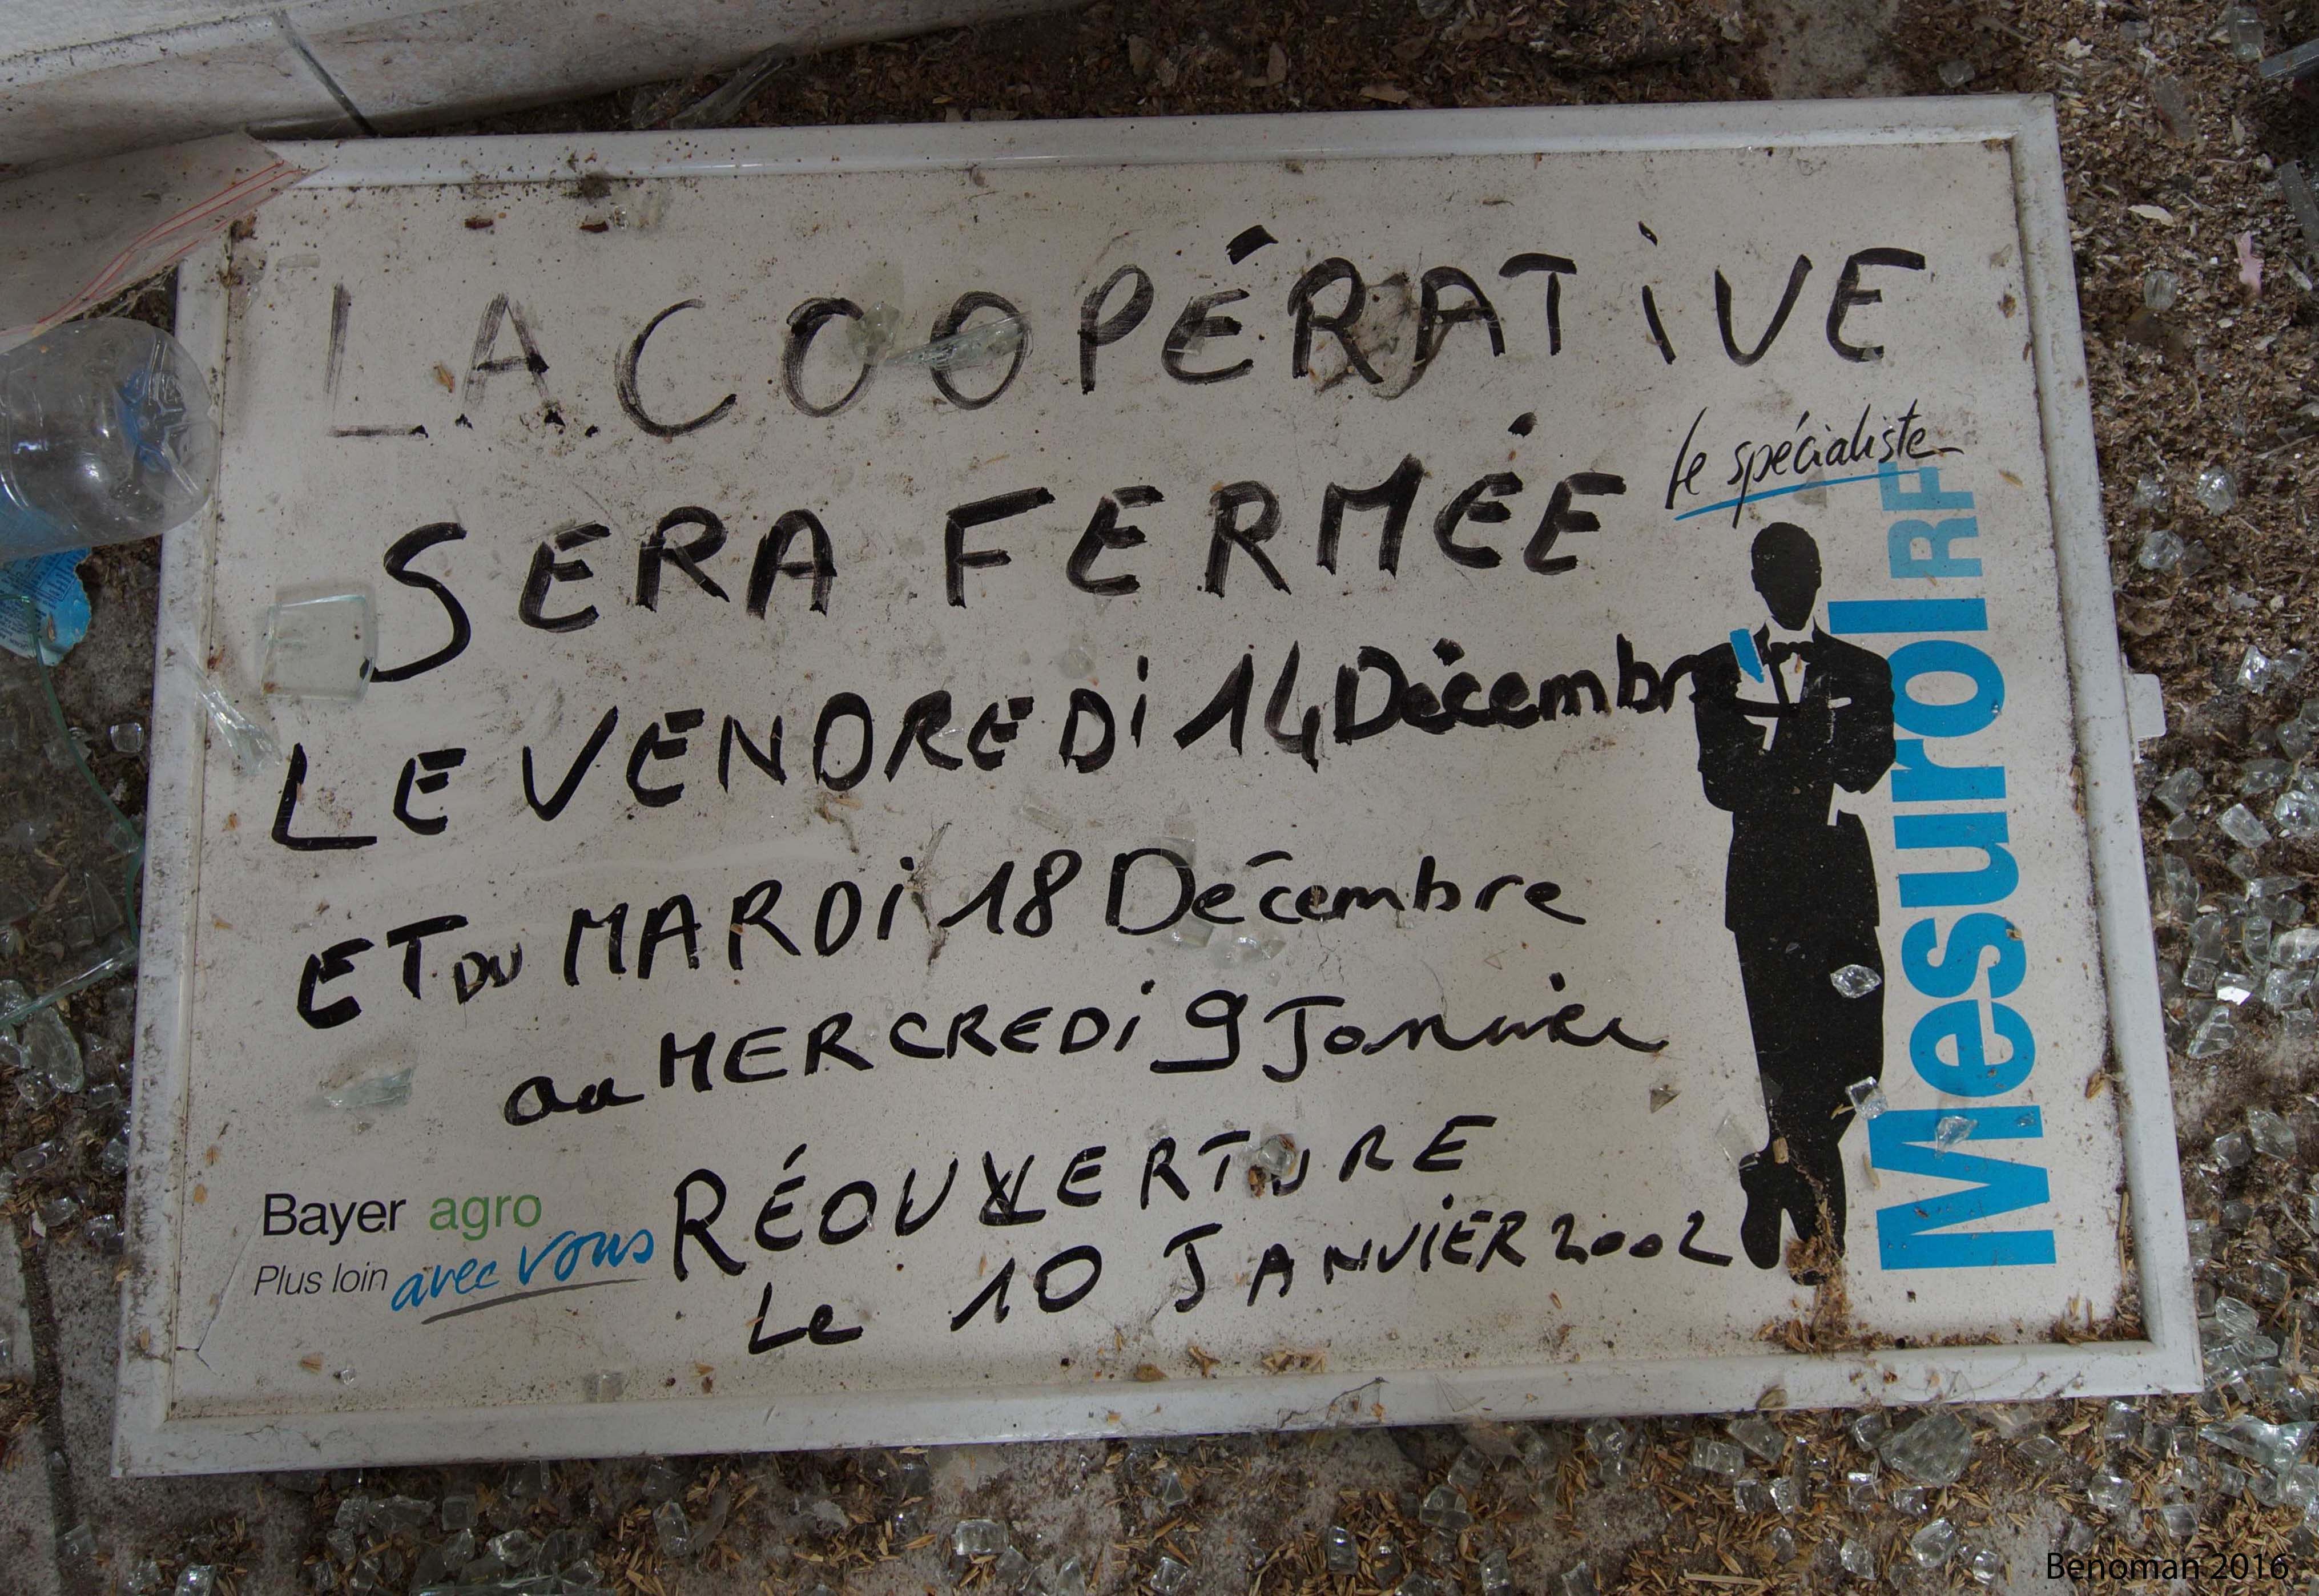 LA COOPÉRATiVE
SERA FERMÉE
le spécialiste
LE VENDREDi 14 Décembre
ET DU MARDi 18 Décembre
au MERCREDi 9 Janvier
RÉOUVERTURE
Le 10 JANViER 2002
Bayer agro
Plus loin avec vous
Mesurol RF
Benoman 2016